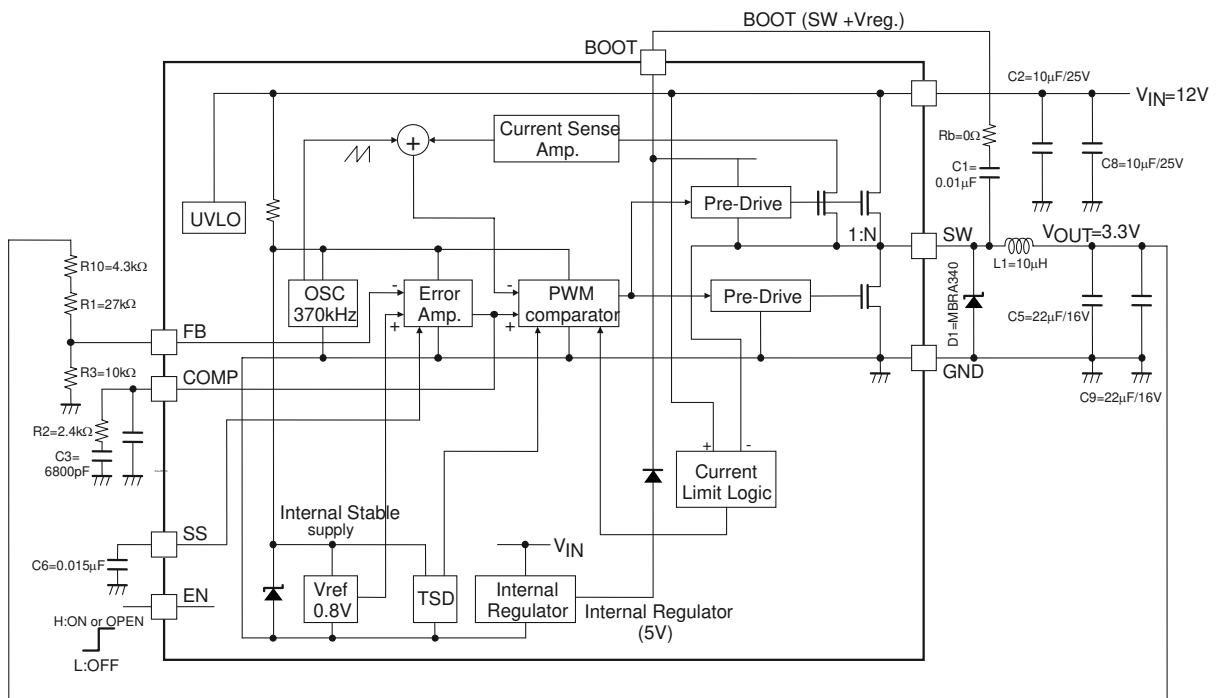 BOOT (SW +Vreg.)
BOOT
C2=10µF/25V
VIN=12V
Current Sense
Amp.
+
Rb=0Ω
C1=
0.01µF
C8=10µF/25V
UVLO
Pre-Drive
1:N
SW
VOUT=3.3V
L1=10µH
R10=4.3kΩ
R1=27kΩ
OSC
370kHz
-
Error
Amp.
+
-
PWM
comparator
+
Pre-Drive
D1=MBRA340
C5=22µF/16V
FB
R3=10kΩ
COMP
GND
C9=22µF/16V
R2=2.4kΩ
C3=
6800pF
+
-
Current
Limit Logic
SS
Internal Stable
supply
VIN
C6=0.015µF
EN
Vref
0.8V
TSD
Internal
Regulator
Internal Regulator
(5V)
H:ON or OPEN
L:OFF